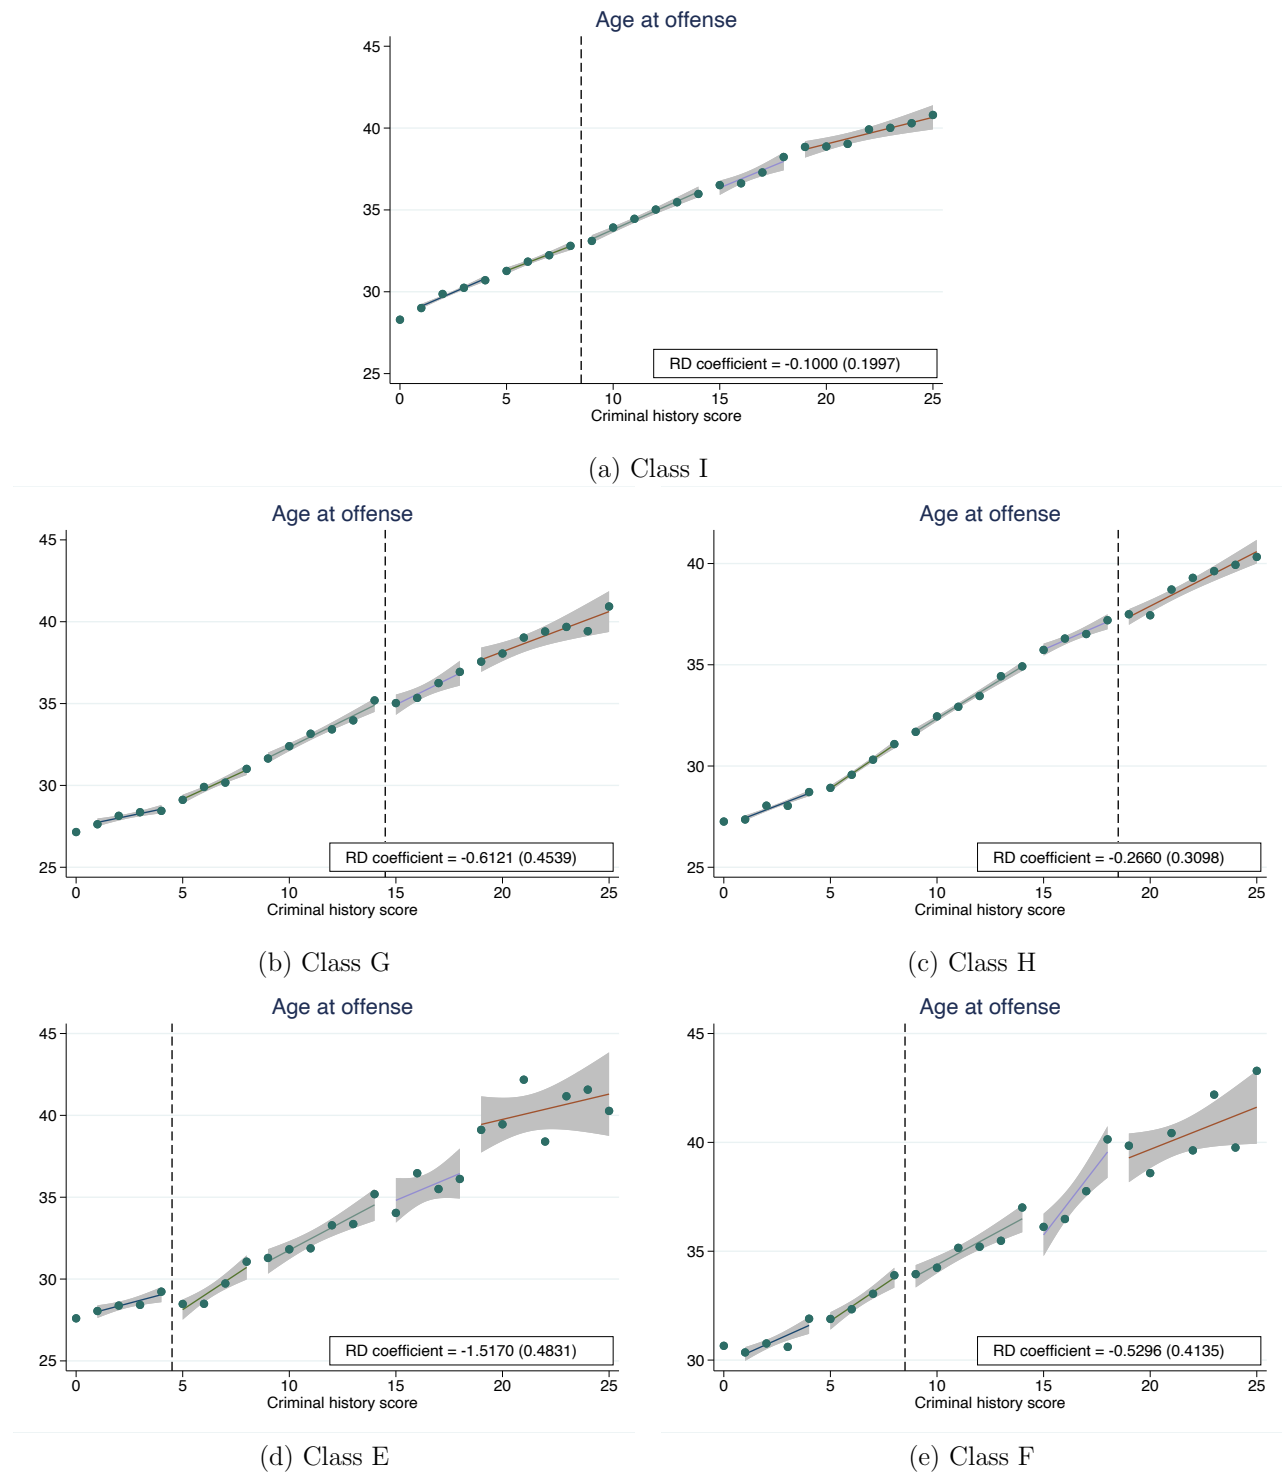 Age at offense
45
40
35
30
25
RD coefficient = -0.1000 (0.1997)
0 5 10 15 20 25
Criminal history score
(a) Class I
Age at offense
45
40
35
30
25
RD coefficient = -0.6121 (0.4539)
0 5 10 15 20 25
Criminal history score
(b) Class G
Age at offense
40
35
30
25
RD coefficient = -0.2660 (0.3098)
0 5 10 15 20 25
Criminal history score
(c) Class H
Age at offense
45
40
35
30
25
RD coefficient = -1.5170 (0.4831)
0 5 10 15 20 25
Criminal history score
(d) Class E
Age at offense
45
40
35
30
RD coefficient = -0.5296 (0.4135)
0 5 10 15 20 25
Criminal history score
(e) Class F